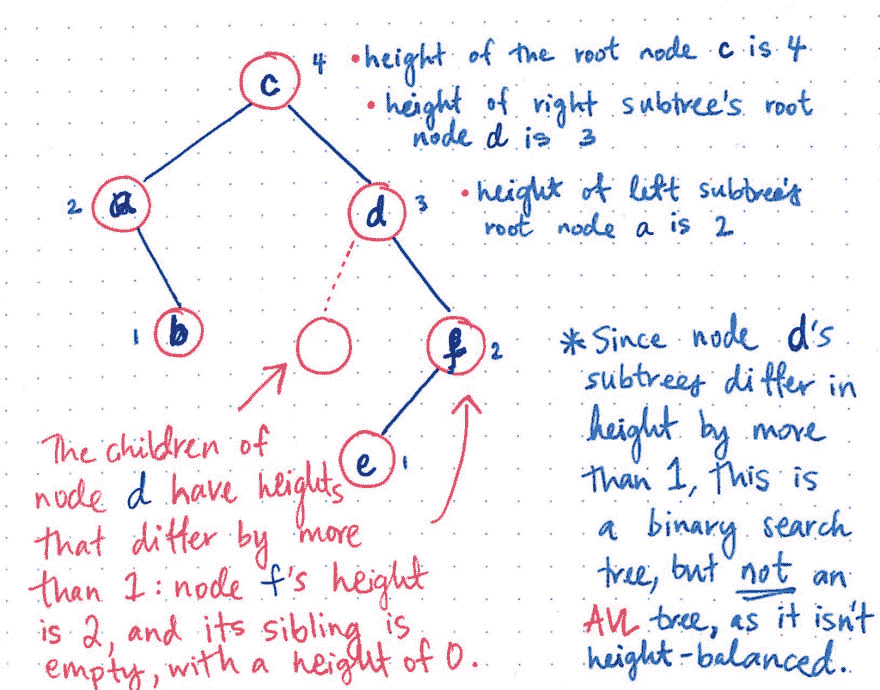 c 4
• height of the root node c is 4
• height of right subtree's root
node d is 3
2 a
d 3
• height of left subtree's
root node a is 2
1 b
f 2
e 1
The children of
node d have heights
that differ by more
than 1: node f's height
is 2, and its sibling is
empty, with a height of 0.
* Since node d's
subtrees differ in
height by more
than 1, this is
a binary search
tree, but not an
AVL tree, as it isn't
height-balanced.